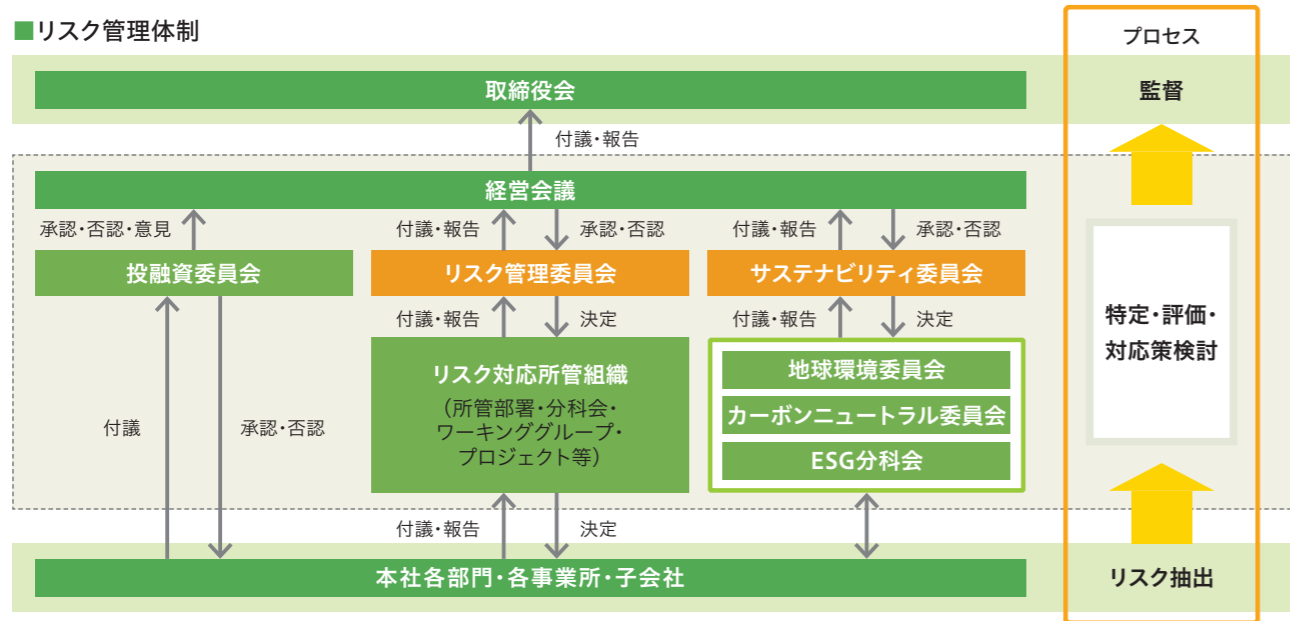 ■リスク管理体制
プロセス
取締役会
監督
付議・報告
経営会議
承認・否認・意見
付議・報告
承認・否認
付議・報告
承認・否認
投融資委員会
リスク管理委員会
サステナビリティ委員会
付議・報告
決定
付議・報告
決定
特定・評価・
対応策検討
リスク対応所管組織
（所管部署・分科会・
ワーキンググループ・
プロジェクト等）
地球環境委員会
カーボンニュートラル委員会
ESG分科会
付議
承認・否認
付議・報告
決定
本社各部門・各事業所・子会社
リスク抽出